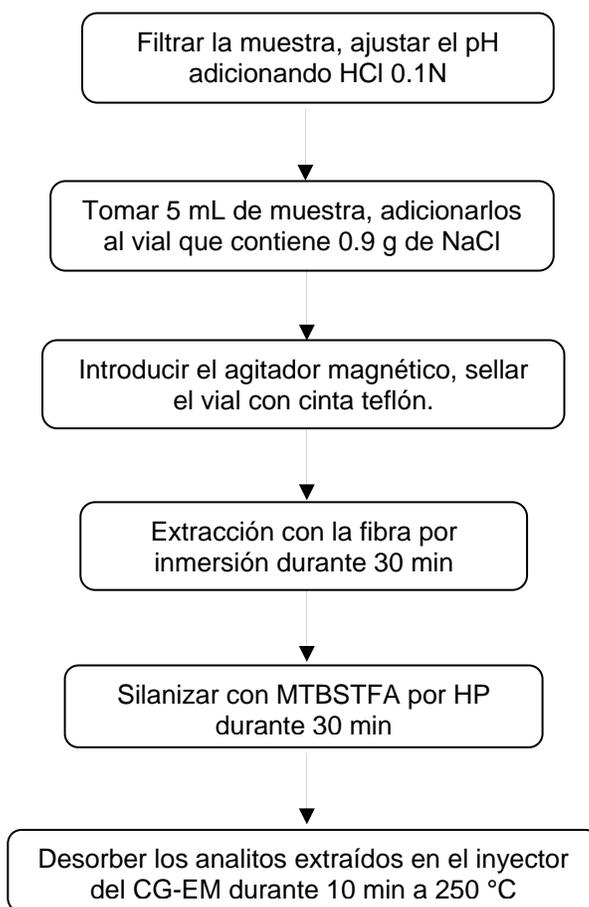 Filtrar la muestra, ajustar el pH
adicionando HCl 0.1N
Tomar 5 mL de muestra, adicionarlos
al vial que contiene 0.9 g de NaCl
Introducir el agitador magnético, sellar
el vial con cinta teflón.
Extracción con la fibra por
inmersión durante 30 min
Silanizar con MTBSTFA por HP
durante 30 min
Desorber los analitos extraídos en el inyector
del CG-EM durante 10 min a 250 °C